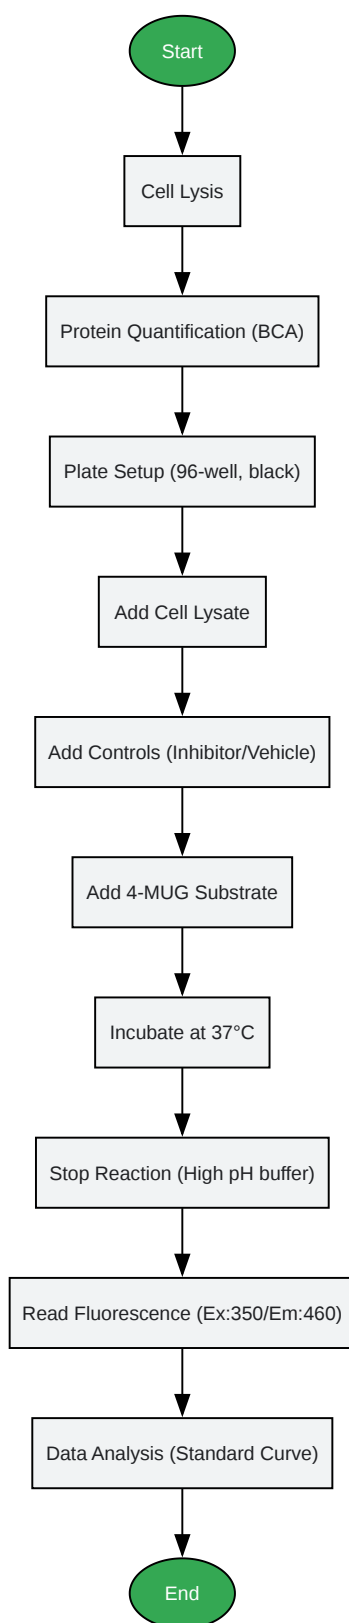 Start
Cell Lysis
Protein Quantification (BCA)
Plate Setup (96-well, black)
Add Cell Lysate
Add Controls (Inhibitor/Vehicle)
Add 4-MUG Substrate
Incubate at 37°C
Stop Reaction (High pH buffer)
Read Fluorescence (Ex:350/Em:460)
Data Analysis (Standard Curve)
End